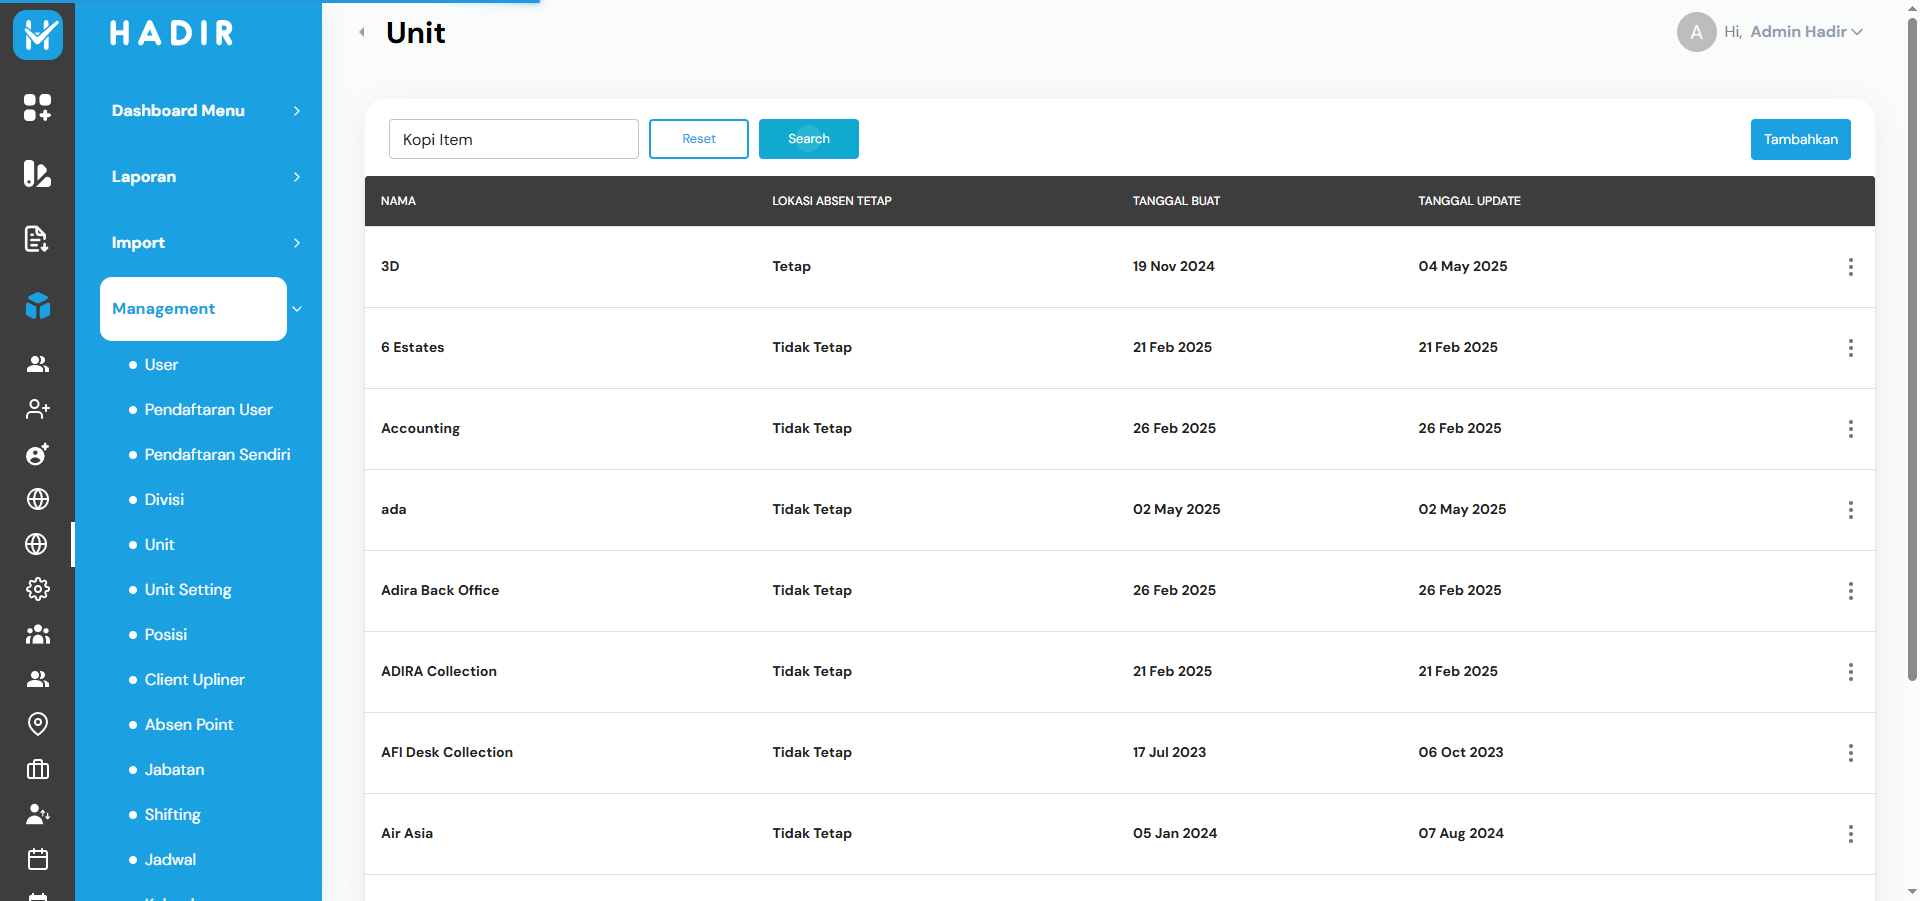 HADIR
Unit
A
Hi, Admin Hadir
Dashboard Menu
Laporan
Import
Management
User
Pendaftaran User
Pendaftaran Sendiri
Divisi
Unit
Unit Setting
Posisi
Client Upliner
Absen Point
Jabatan
Shifting
Jadwal
Kopi Item
Reset
Search
Tambahkan
NAMA LOKASI ABSEN TETAP TANGGAL BUAT TANGGAL UPDATE
3D Tetap 19 Nov 2024 04 May 2025
6 Estates Tidak Tetap 21 Feb 2025 21 Feb 2025
Accounting Tidak Tetap 26 Feb 2025 26 Feb 2025
ada Tidak Tetap 02 May 2025 02 May 2025
Adira Back Office Tidak Tetap 26 Feb 2025 26 Feb 2025
ADIRA Collection Tidak Tetap 21 Feb 2025 21 Feb 2025
AFI Desk Collection Tidak Tetap 17 Jul 2023 06 Oct 2023
Air Asia Tidak Tetap 05 Jan 2024 07 Aug 2024